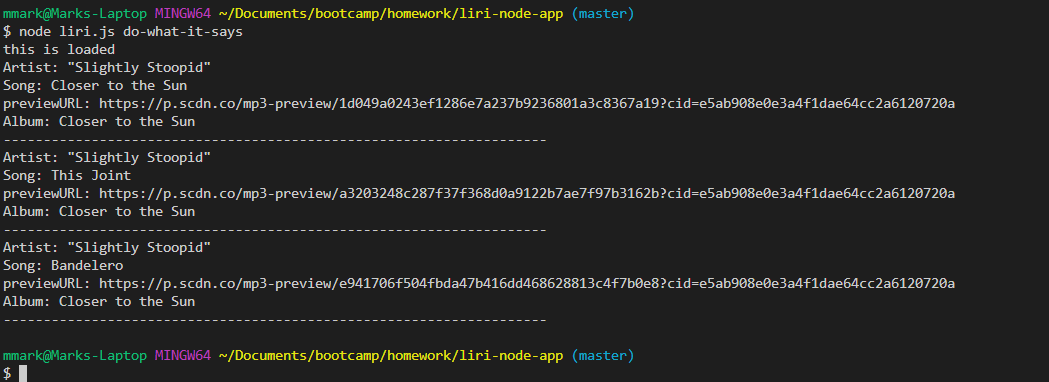 mmark@Marks-Laptop MINGW64 ~/Documents/bootcamp/homework/liri-node-app (master)
$ node liri.js do-what-it-says
this is loaded
Artist: "Slightly Stoopid"
Song: Closer to the Sun
previewURL: https://p.scdn.co/mp3-preview/1d049a0243ef1286e7a237b9236801a3c8367a19?cid=e5ab908e0e3a4f1dae64cc2a6120720a
Album: Closer to the Sun
--------------------------------------------------------------------
Artist: "Slightly Stoopid"
Song: This Joint
previewURL: https://p.scdn.co/mp3-preview/a3203248c287f37f368d0a9122b7ae7f97b3162b?cid=e5ab908e0e3a4f1dae64cc2a6120720a
Album: Closer to the Sun
--------------------------------------------------------------------
Artist: "Slightly Stoopid"
Song: Bandelero
previewURL: https://p.scdn.co/mp3-preview/e941706f504fbda47b416dd468628813c4f7b0e8?cid=e5ab908e0e3a4f1dae64cc2a6120720a
Album: Closer to the Sun
--------------------------------------------------------------------
mmark@Marks-Laptop MINGW64 ~/Documents/bootcamp/homework/liri-node-app (master)
$